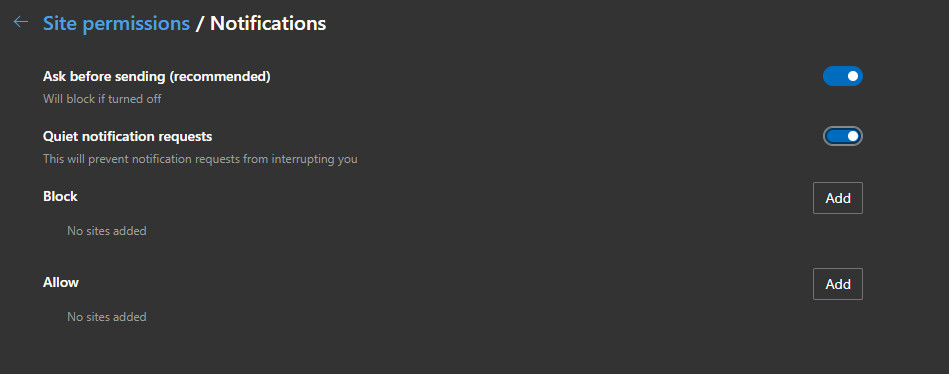 Site permissions / Notifications
Ask before sending (recommended)
Will block if turned off
Quiet notification requests
This will prevent notification requests from interrupting you
Block
Add
No sites added
Allow
Add
No sites added